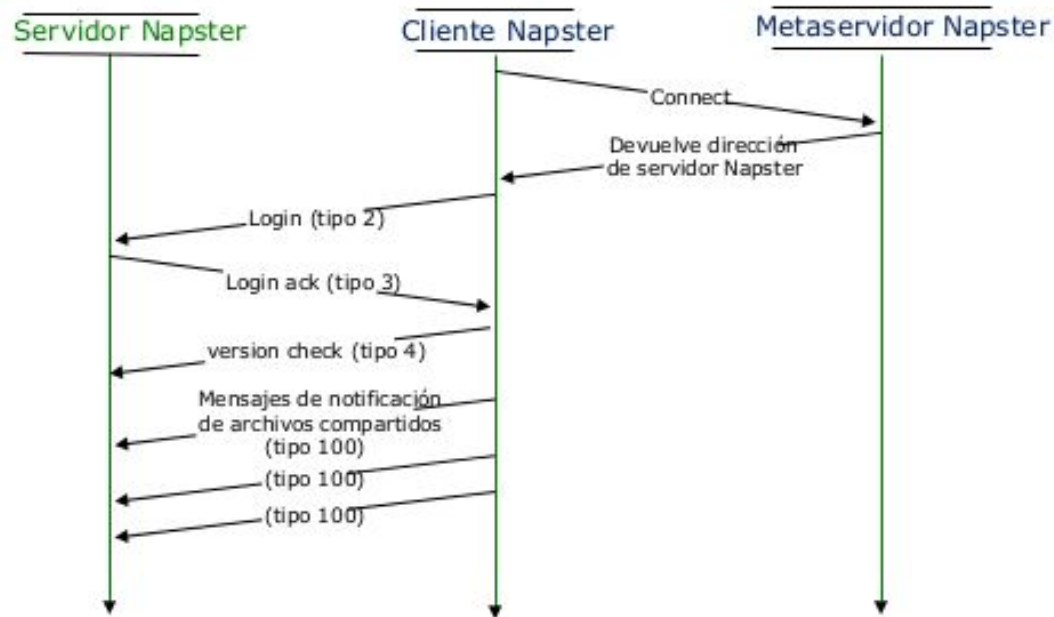 Servidor Napster
Cliente Napster
Metaservidor Napster
Connect
Devuelve dirección
de servidor Napster
Login (tipo 2)
Login ack (tipo 3)
version check (tipo 4)
Mensajes de notificación
de archivos compartidos
(tipo 100)
(tipo 100)
(tipo 100)